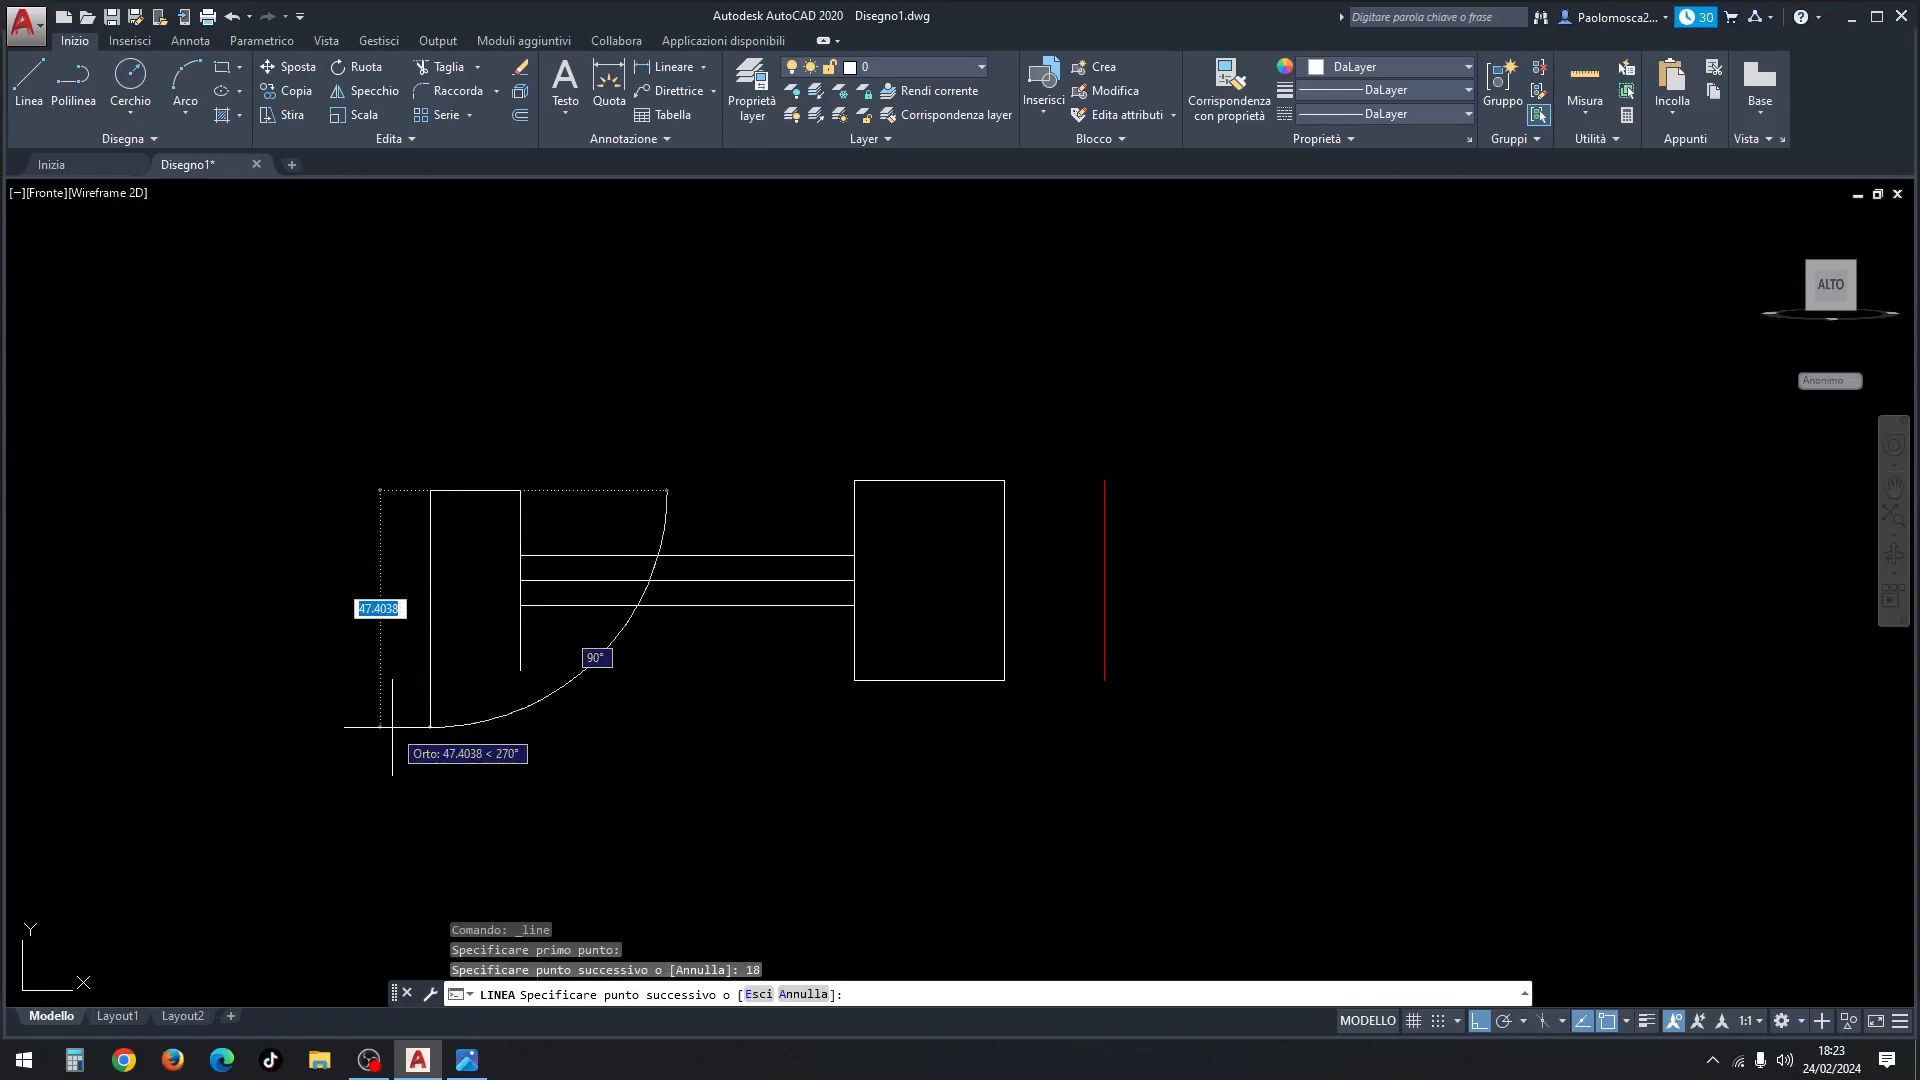 Autodesk AutoCAD 2020 Disegno1.dwg
Digitare parola chiave o frase
Paolomosca2...
30
Inizio Inserisci Annota Parametrico Vista Gestisci Output Moduli aggiuntivi Collabora Applicazioni disponibili
Linea Polilinea Cerchio Arco
Sposta Ruota Taglia
Copia Specchio Raccorda
Stira Scala Serie
Testo Quota
Lineare
Direttrice
Tabella
Proprietà
layer
0
Rendi corrente
Corrispondenza layer
Inserisci
Crea
Modifica
Edita attributi
Corrispondenza
con proprietà
DaLayer
DaLayer
DaLayer
Gruppo
Misura
Incolla
Base
Disegna Edita Annotazione Layer Blocco Proprietà Gruppi Utilità Appunti Vista
Inizia Disegno1*
[−][Fronte][Wireframe 2D]
ALTO
Anonimo
47.4038
90°
Orto: 47.4038 < 270°
Y
X
Comando: _line
Specificare primo punto:
Specificare punto successivo o [Annulla]: 18
LINEA Specificare punto successivo o [Esci Annulla]:
Modello Layout1 Layout2
MODELLO
1:1
18:23
24/02/2024